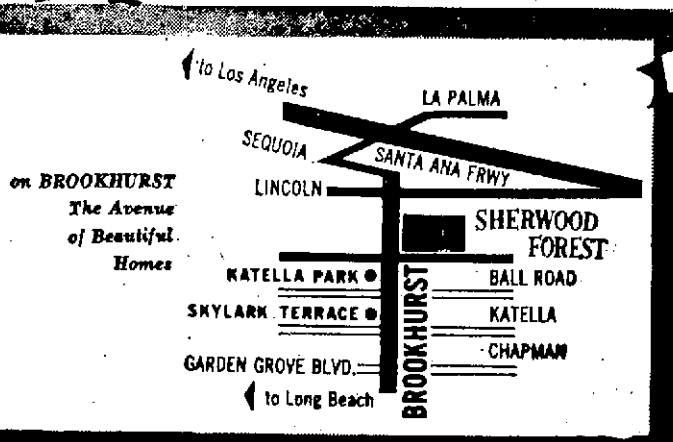 to Los Angeles
LA PALMA
SEQUOIA
SANTA ANA FRWY
on BROOKHURST
The Avenue
of Beautiful
Homes
LINCOLN
SHERWOOD
FOREST
KATELLA PARK
BALL ROAD
SKYLARK TERRACE
KATELLA
BROOKHURST
CHAPMAN
GARDEN GROVE BLVD.
to Long Beach